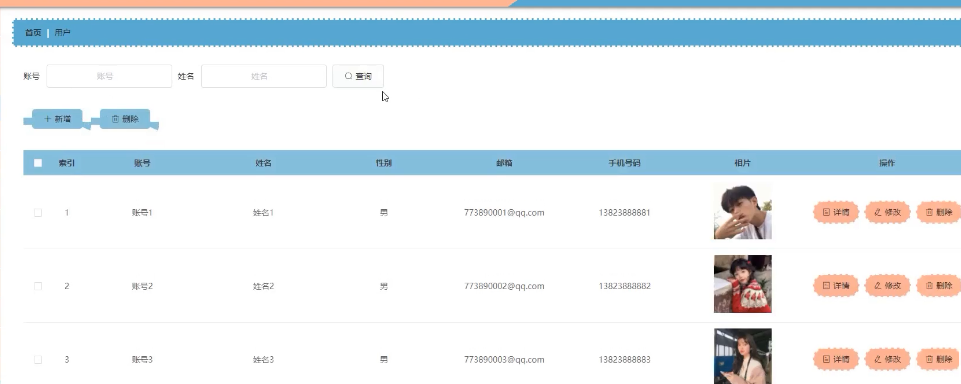 首页 | 用户
账号 账号 姓名 姓名 查询
新增 删除
索引 账号 姓名 性别 邮箱 手机号码 相片 操作
1 账号1 姓名1 男 773890001@qq.com 13823888881 详情 修改 删除
2 账号2 姓名2 男 773890002@qq.com 13823888882 详情 修改 删除
3 账号3 姓名3 男 773890003@qq.com 13823888883 详情 修改 删除